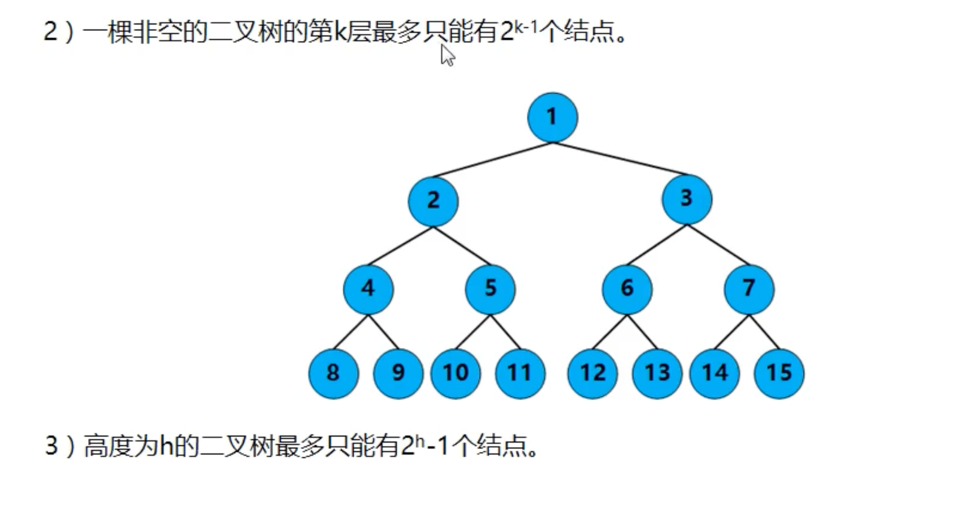 2）一棵非空的二叉树的第k层最多只能有2ᵏ⁻¹个结点。
1
2 3
4 5 6 7
8 9 10 11 12 13 14 15
3）高度为h的二叉树最多只能有2ʰ-1个结点。